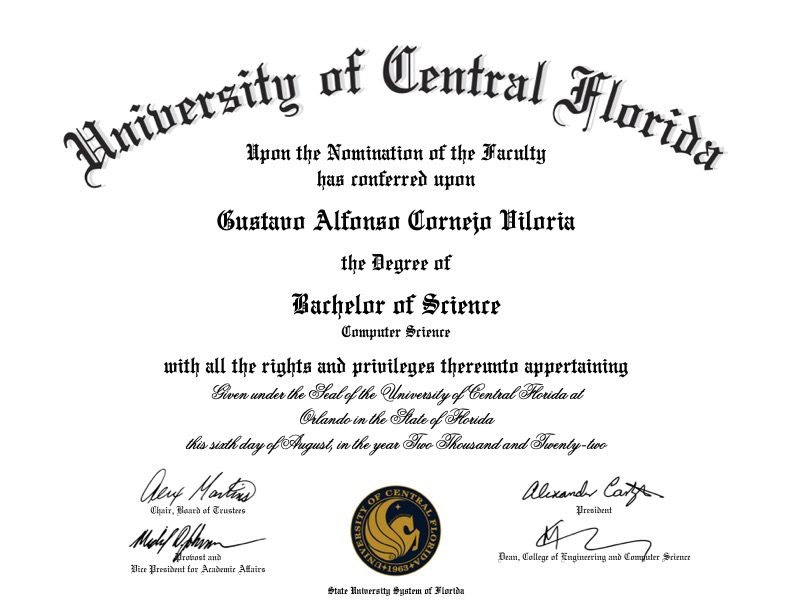 University of Central Florida
Upon the Nomination of the Faculty
has conferred upon
Gustavo Alfonso Cornejo Viloria
the Degree of
Bachelor of Science
Computer Science
with all the rights and privileges thereunto appertaining
Given under the Seal of the University of Central Florida at
Orlando in the State of Florida
this sixth day of August, in the year Two Thousand and Twenty-two
Alex Martins
Chair, Board of Trustees
Alexander
President
Provost and
Vice President for Academic Affairs
Dean, College of Engineering and Computer Science
UNIVERSITY OF CENTRAL FLORIDA
1963
State University System of Florida